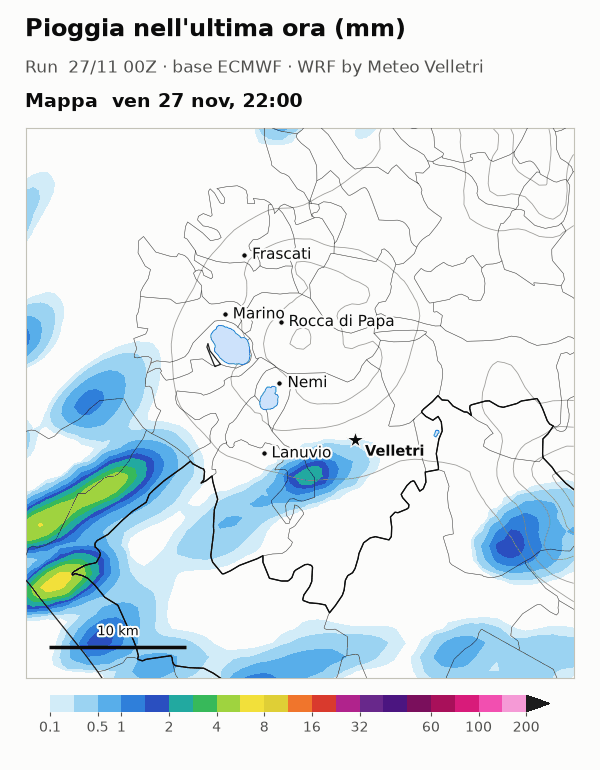 Pioggia nell'ultima ora (mm)
Run 27/11 00Z · base ECMWF · WRF by Meteo Velletri
Mappa ven 27 nov, 22:00
Frascati
Marino
Rocca di Papa
Nemi
Velletri
Lanuvio
10 km
0.1 0.5 1 2 4 8 16 32 60 100 200